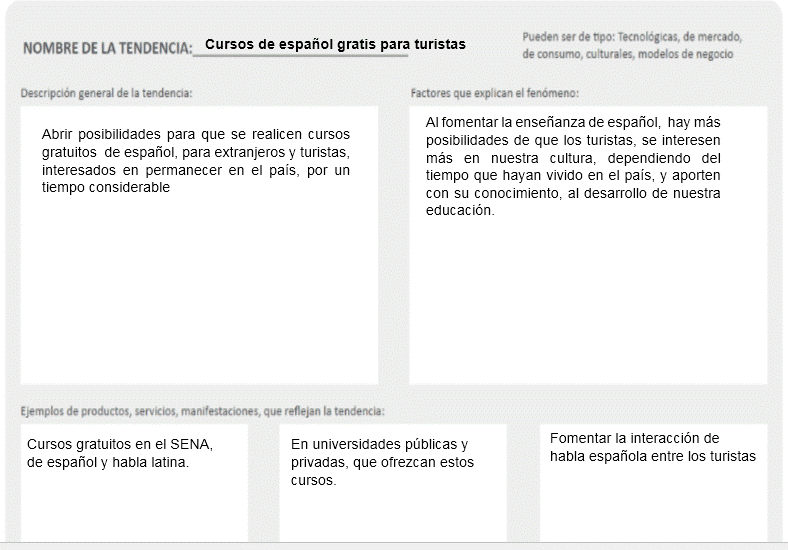 NOMBRE DE LA TENDENCIA: Cursos de español gratis para turistas
Pueden ser de tipo: Tecnológicas, de mercado,
de consumo, culturales, modelos de negocio
Descripción general de la tendencia:
Abrir posibilidades para que se realicen cursos
gratuitos de español, para extranjeros y turistas,
interesados en permanecer en el país, por un
tiempo considerable
Factores que explican el fenómeno:
Al fomentar la enseñanza de español, hay más
posibilidades de que los turistas, se interesen
más en nuestra cultura, dependiendo del
tiempo que hayan vivido en el país, y aporten
con su conocimiento, al desarrollo de nuestra
educación.
Ejemplos de productos, servicios, manifestaciones, que reflejan la tendencia:
Cursos gratuitos en el SENA,
de español y habla latina.
En universidades públicas y
privadas, que ofrezcan estos
cursos.
Fomentar la interacción de
habla española entre los turistas